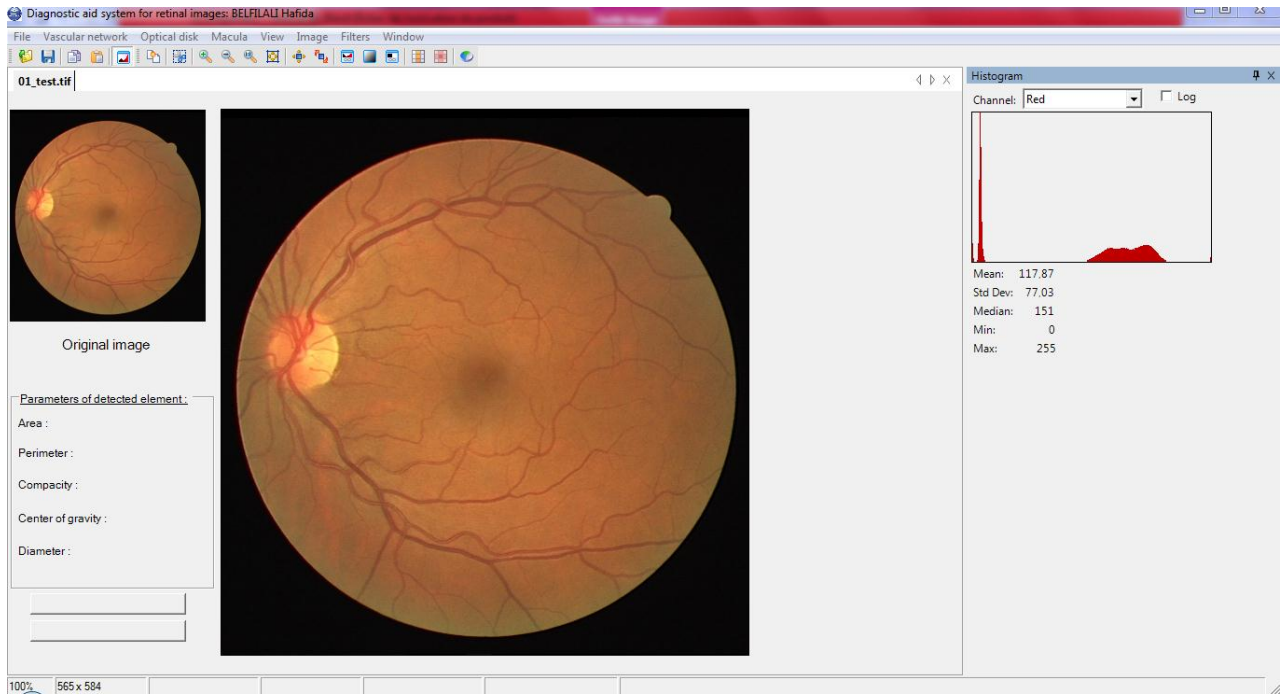 Diagnostic aid system for retinal images: BELFILALI Hafida
File Vascular network Optical disk Macula View Image Filters Window
01_test.tif
Original image
Parameters of detected element :
Area :
Perimeter :
Compacity :
Center of gravity :
Diameter :
Histogram
Channel: Red Log
Mean: 117.87
Std Dev: 77.03
Median: 151
Min: 0
Max: 255
100% 565 x 584